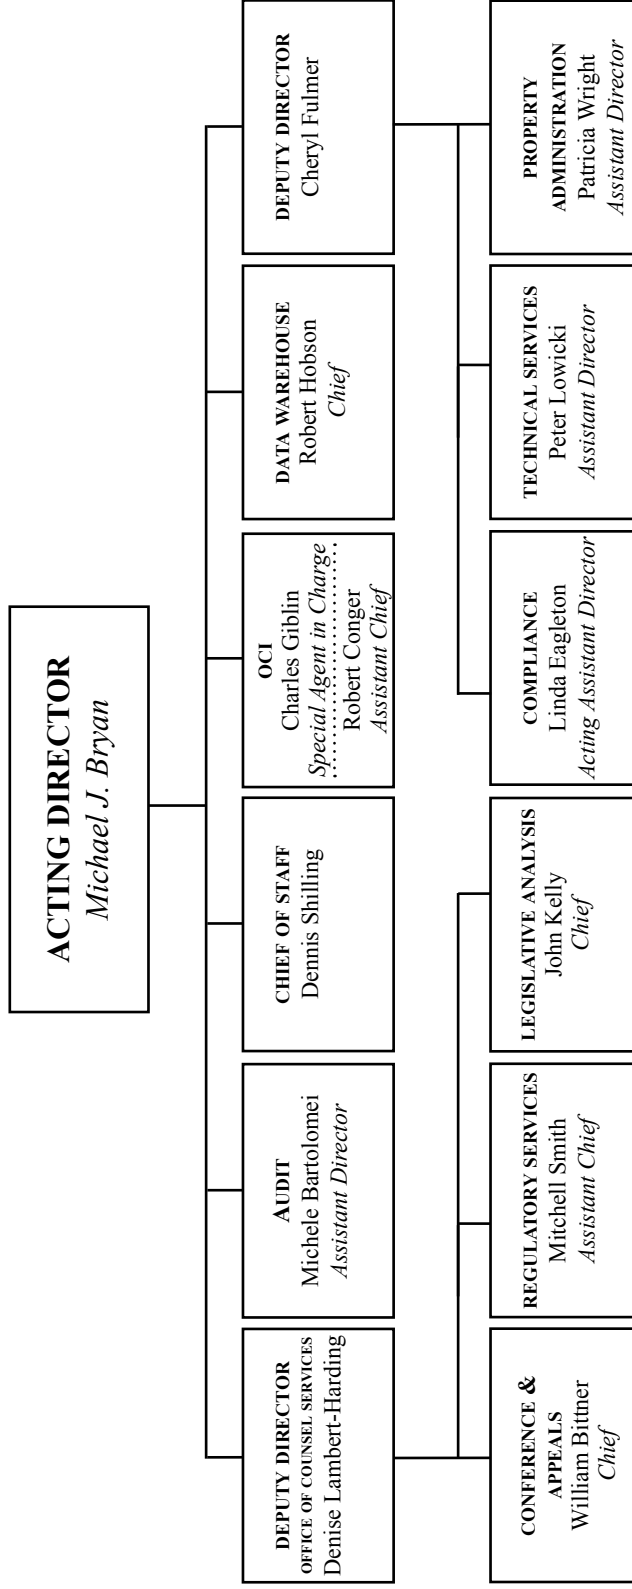 ACTING DIRECTOR
Michael J. Bryan
DEPUTY DIRECTOR
OFFICE OF COUNSEL SERVICES
Denise Lambert-Harding
AUDIT
Michele Bartolomei
Assistant Director
CHIEF OF STAFF
Dennis Shilling
OCI
Charles Giblin
Special Agent in Charge
Robert Conger
Assistant Chief
DATA WAREHOUSE
Robert Hobson
Chief
DEPUTY DIRECTOR
Cheryl Fulmer
CONFERENCE &
APPEALS
William Bittner
Chief
REGULATORY SERVICES
Mitchell Smith
Assistant Chief
LEGISLATIVE ANALYSIS
John Kelly
Chief
COMPLIANCE
Linda Eagleton
Acting Assistant Director
TECHNICAL SERVICES
Peter Lowicki
Assistant Director
PROPERTY
ADMINISTRATION
Patricia Wright
Assistant Director